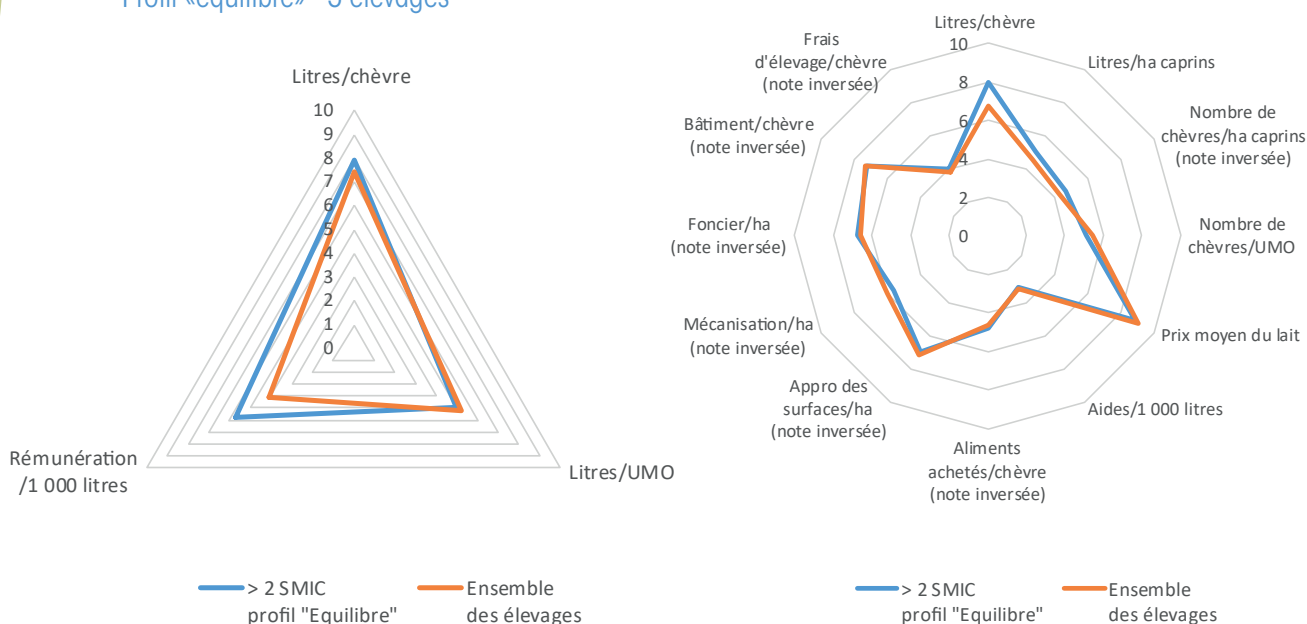 Profil «équilibré» - 5 élevages
Litres/chèvre
10
9
8
7
6
5
4
3
2
1
0
Rémunération
/1 000 litres
Litres/UMO
> 2 SMIC
profil "Equilibre"
Ensemble
des élevages
Litres/chèvre
10
8
6
4
2
0
Litres/ha caprins
Nombre de
chèvres/ha caprins
(note inversée)
Nombre de
chèvres/UMO
Prix moyen du lait
Aides/1 000 litres
Aliments
achetés/chèvre
(note inversée)
Appro des
surfaces/ha
(note inversée)
Mécanisation/ha
(note inversée)
Foncier/ha
(note inversée)
Bâtiment/chèvre
(note inversée)
Frais
d'élevage/chèvre
(note inversée)
> 2 SMIC
profil "Equilibre"
Ensemble
des élevages